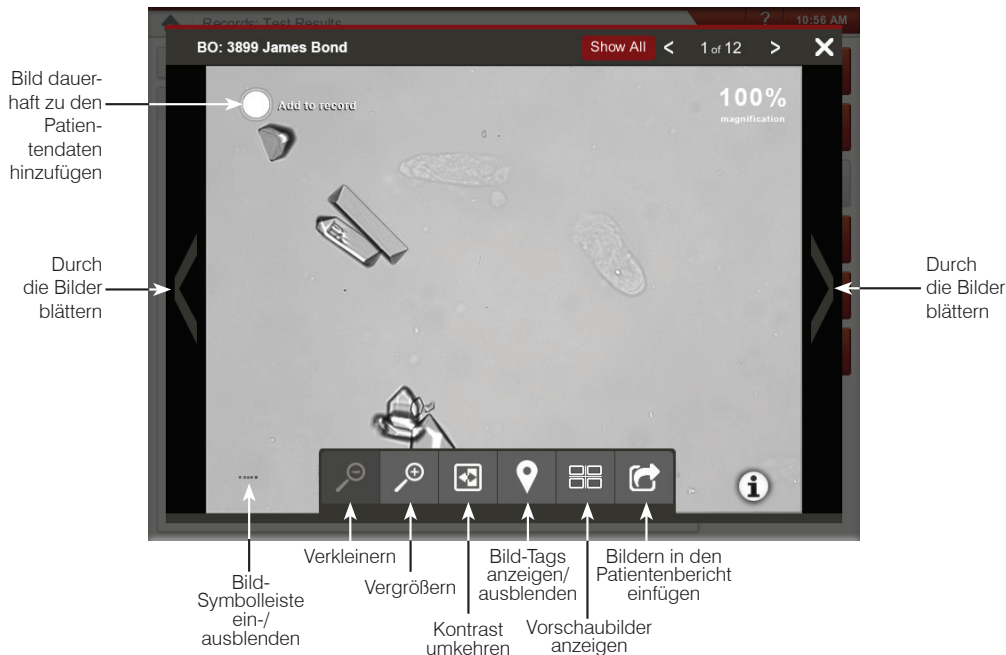 Records: Test Results
? 10:56 AM
BO: 3899 James Bond
Show All < 1 of 12 >
Bild dauer-
haft zu den
Patien-
tendaten
hinzufügen
Add to record
100%
magnification
Durch
die Bilder
blättern
Durch
die Bilder
blättern
Bild-
Symbolleiste
ein-/
ausblenden
Verkleinern
Vergrößern
Kontrast
umkehren
Bild-Tags
anzeigen/
ausblenden
Vorschaubilder
anzeigen
Bildern in den
Patientenbericht
einfügen